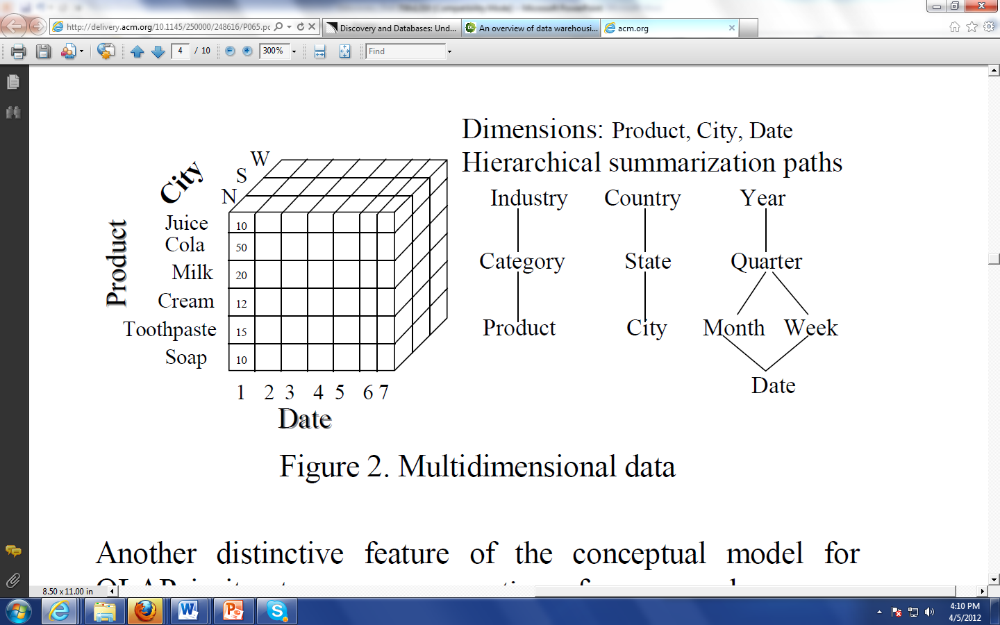 http://delivery.acm.org/10.1145/250000/248616/P065.pc
Discovery and Databases: Und...
An overview of data warehousi...
acm.org
4 / 10
300%
Find
Dimensions: Product, City, Date
Hierarchical summarization paths
City
W
S
N
Product
Juice 10
Cola 50
Milk 20
Cream 12
Toothpaste 15
Soap 10
1 2 3 4 5 6 7
Date
Industry Country Year
Category State Quarter
Product City Month Week
Date
Figure 2. Multidimensional data
Another distinctive feature of the conceptual model for
8.50 x 11.00 in
4:10 PM
4/5/2012